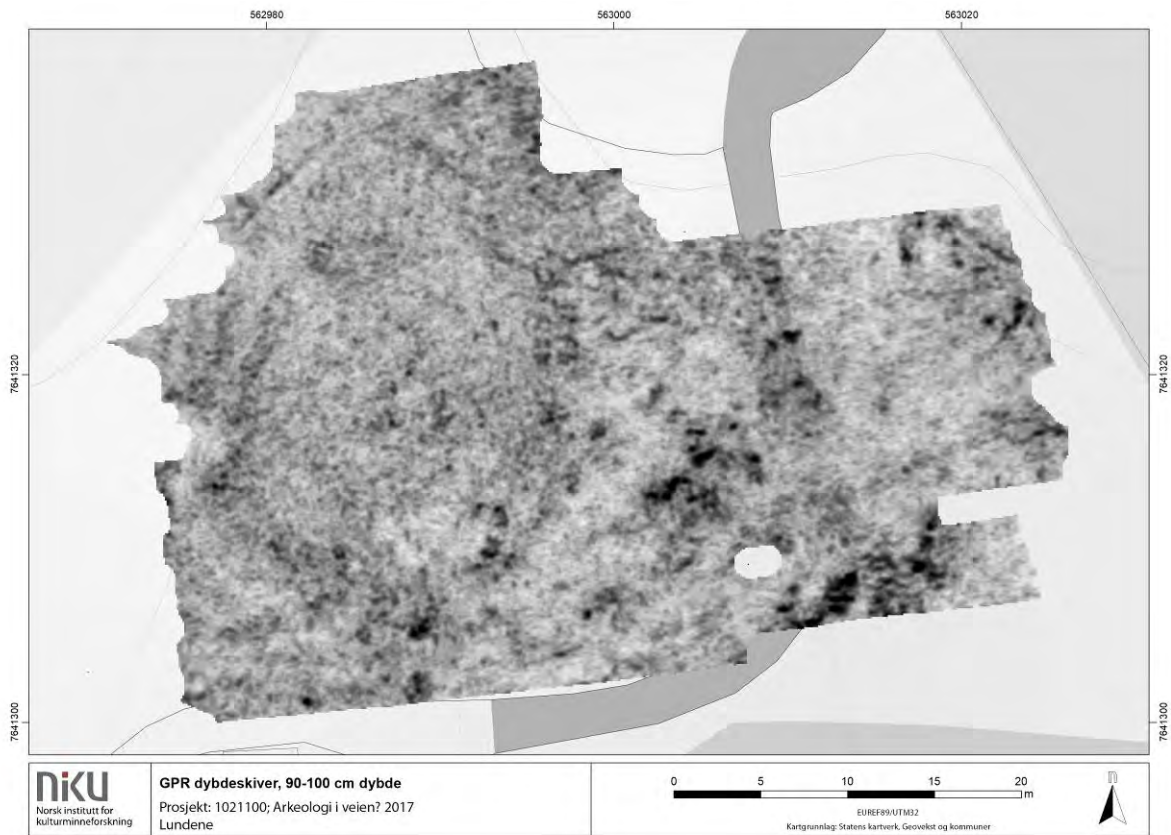 562980
563000
563020
7641320
7641320
7641300
7641300
niKU
Norsk institutt for
kulturminneforskning
GPR dybdeskiver, 90-100 cm dybde
Prosjekt: 1021100; Arkeologi i veien? 2017
Lundene
0
5
10
15
20
m
EUREF89/UTM32
Kartgrunnlag: Statens kartverk, Geovekst og kommuner
n